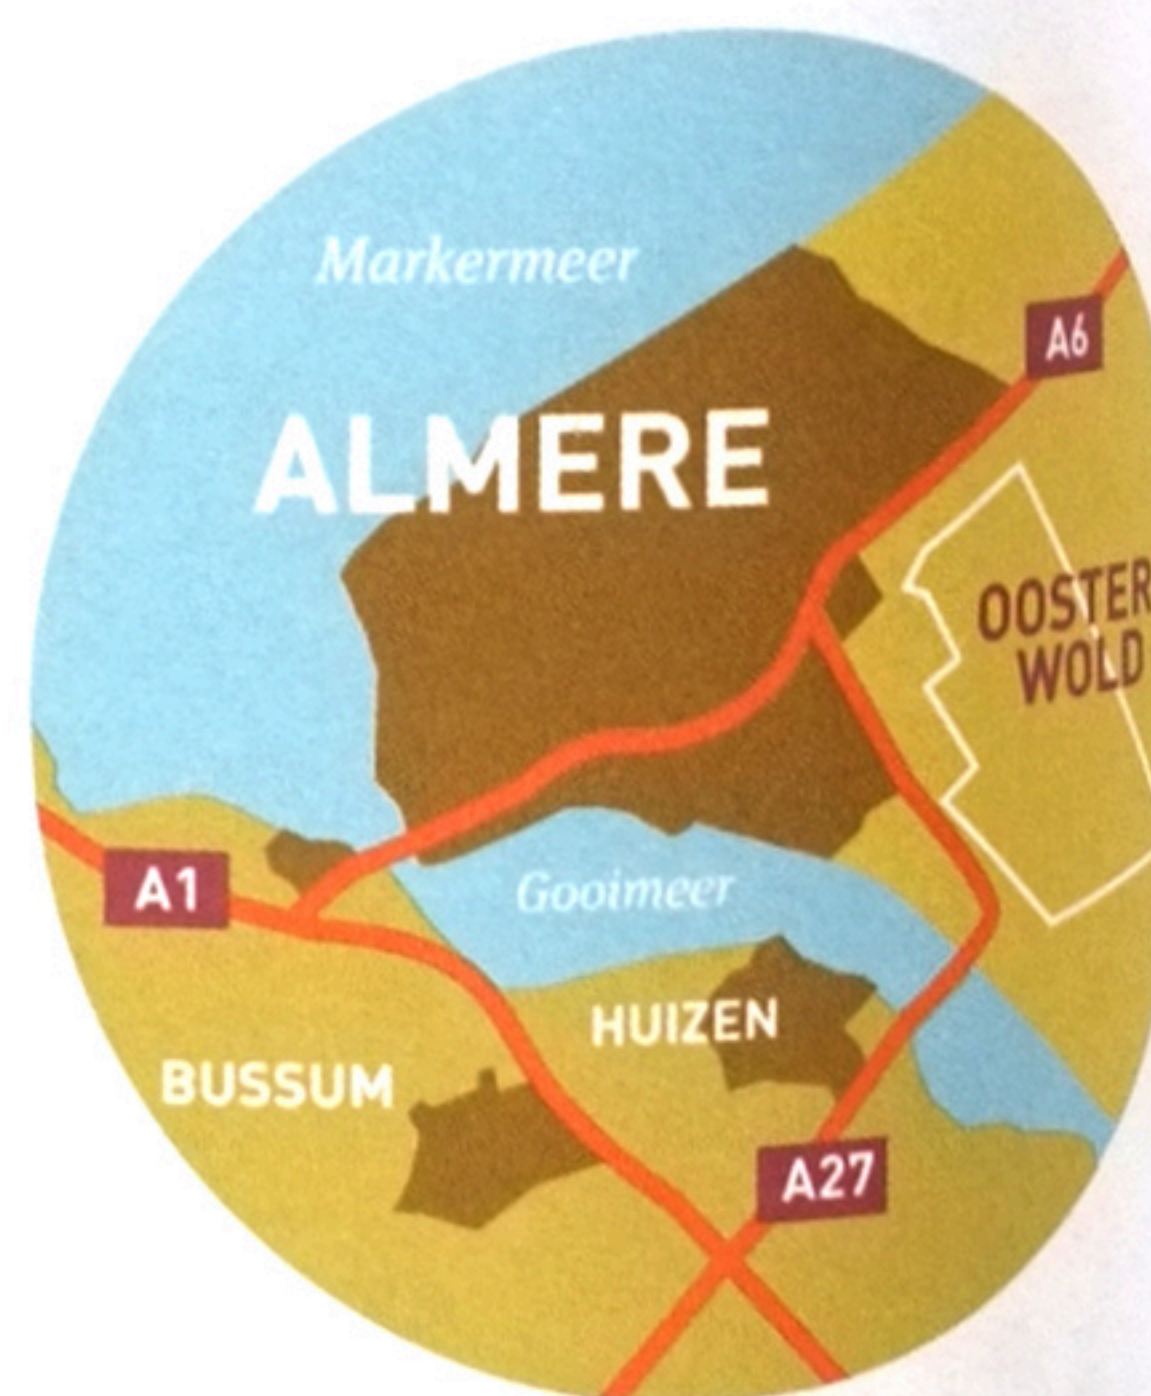 Markermeer
A6
ALMERE
OOSTER
WOLD
A1
Gooimeer
HUIZEN
BUSSUM
A27